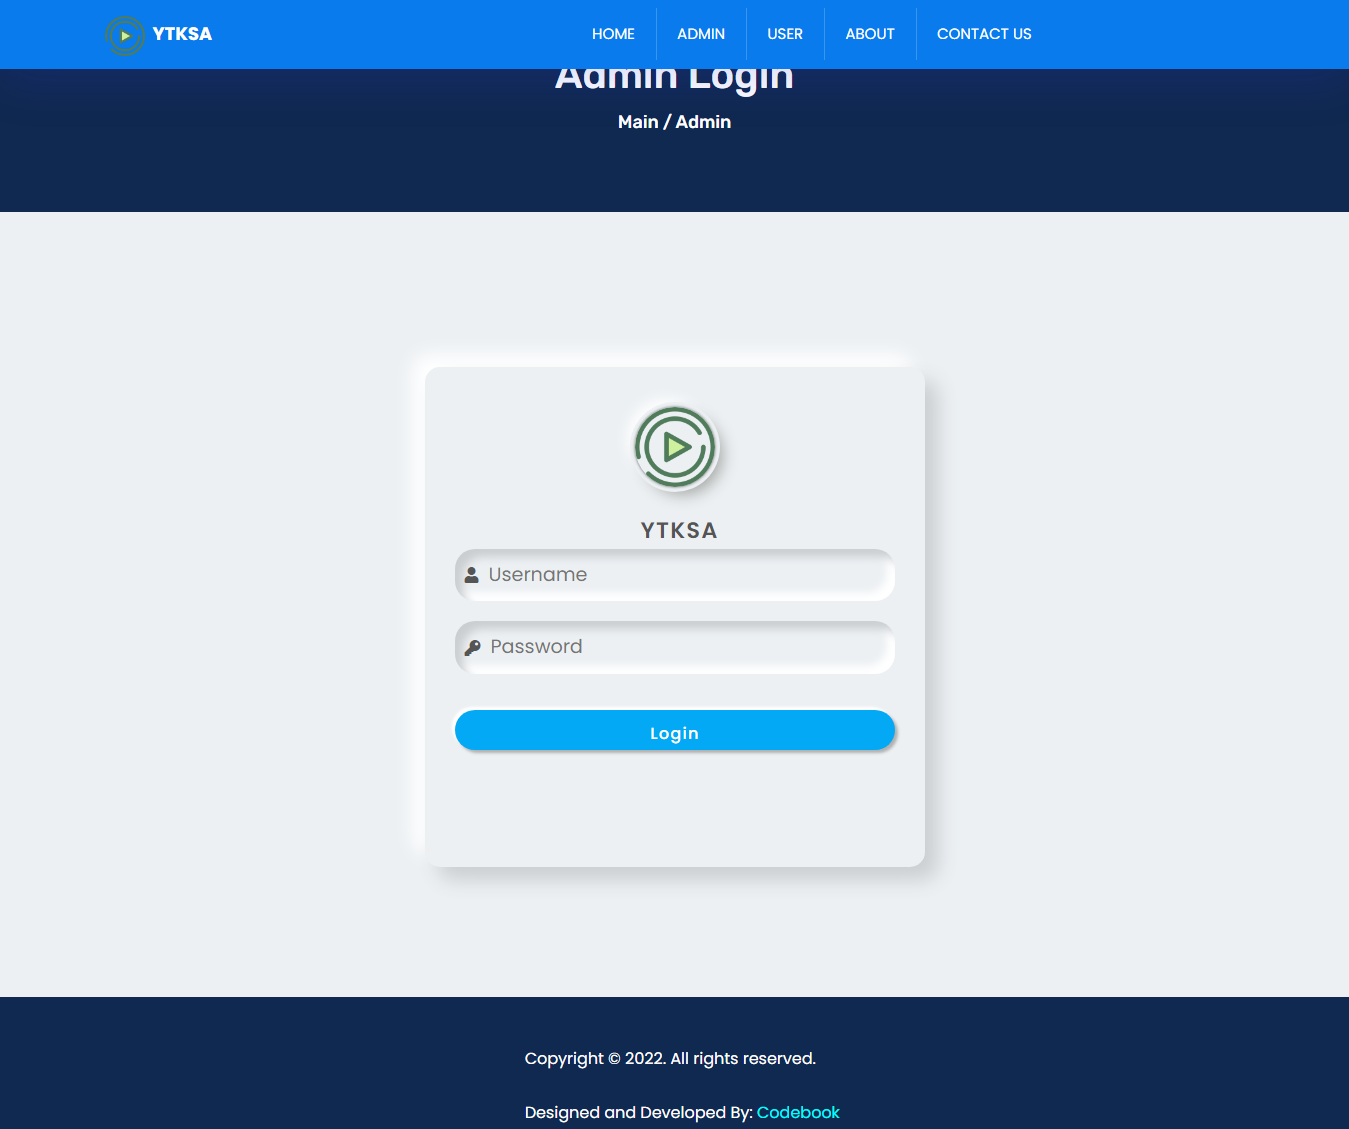 YTKSA
HOME
ADMIN
USER
ABOUT
CONTACT US
Admin Login
Main / Admin
YTKSA
Username
Password
Login
Copyright © 2022. All rights reserved.
Designed and Developed By: Codebook